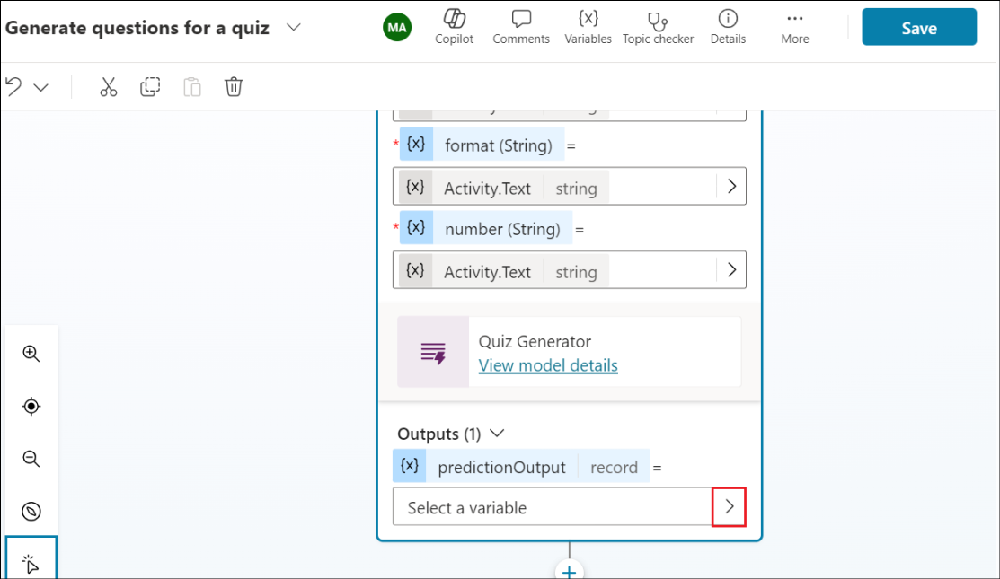 Generate questions for a quiz
MA
Copilot
Comments
{x}
Variables
Topic checker
Details
More
Save
* {x} format (String) =
{x} Activity.Text string
* {x} number (String) =
{x} Activity.Text string
Quiz Generator
View model details
Outputs (1)
{x} predictionOutput record =
Select a variable